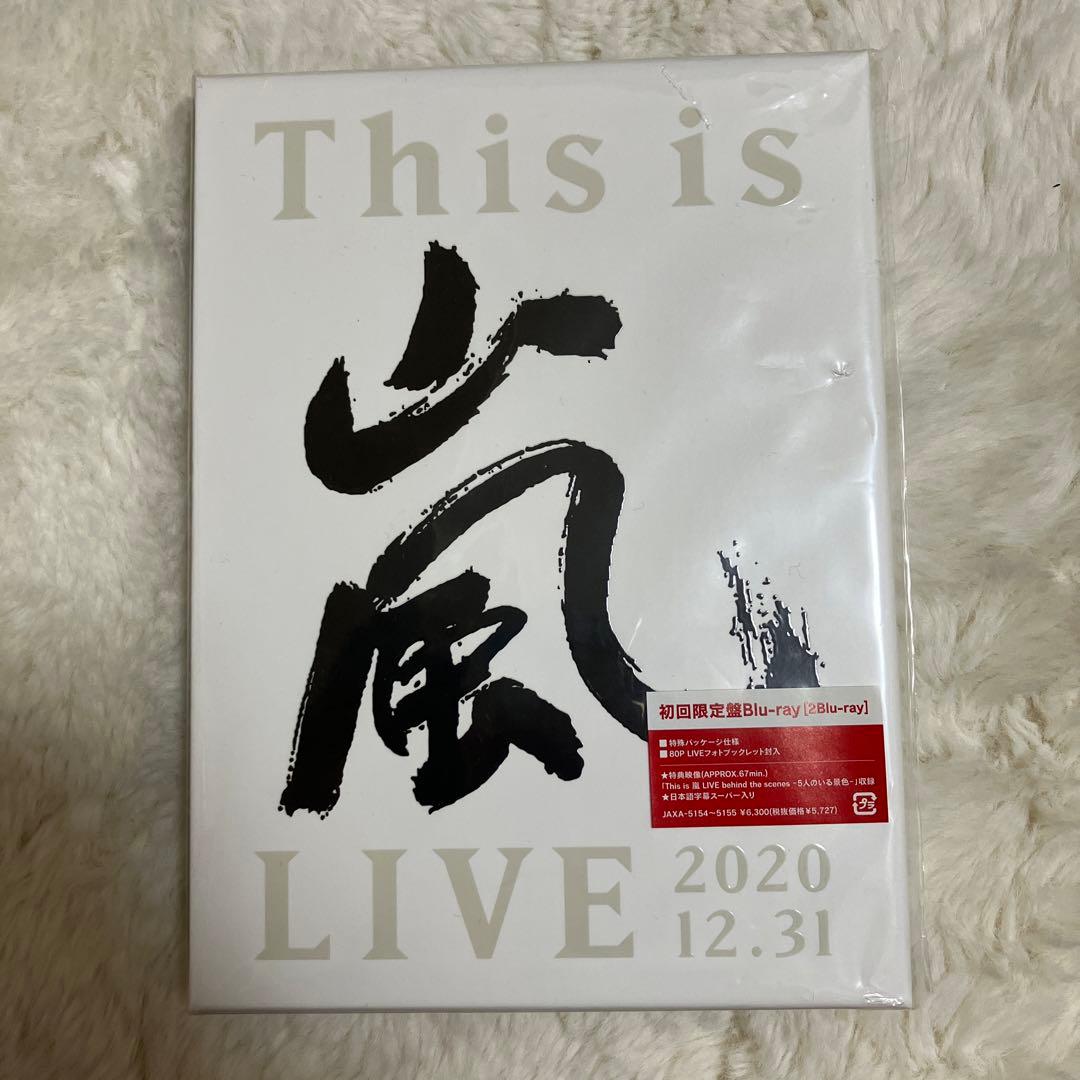 This is
嵐
LIVE 2020
12.31
初回限定盤Blu-ray[2Blu-ray]
■特殊パッケージ仕様
■80P LIVEフォトブックレット封入
★特典映像(APPROX.67min.)
「This is 嵐 LIVE behind the scenes -5人のいる景色-」収録
★日本語字幕スーパー入り
JAXA-5154〜5155 ¥6,300(税抜価格¥5,727)
プラ